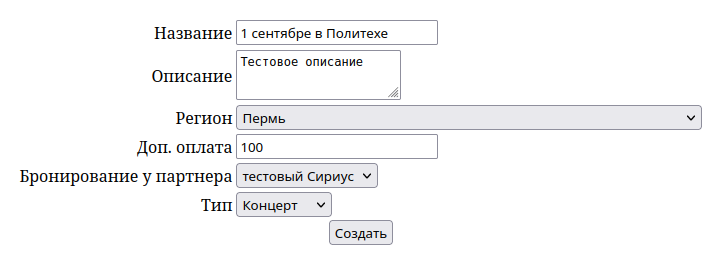 Название 1 сентябре в Политехе
Описание Тестовое описание
Регион Пермь
Доп. оплата 100
Бронирование у партнера тестовый Сириус
Тип Концерт
Создать